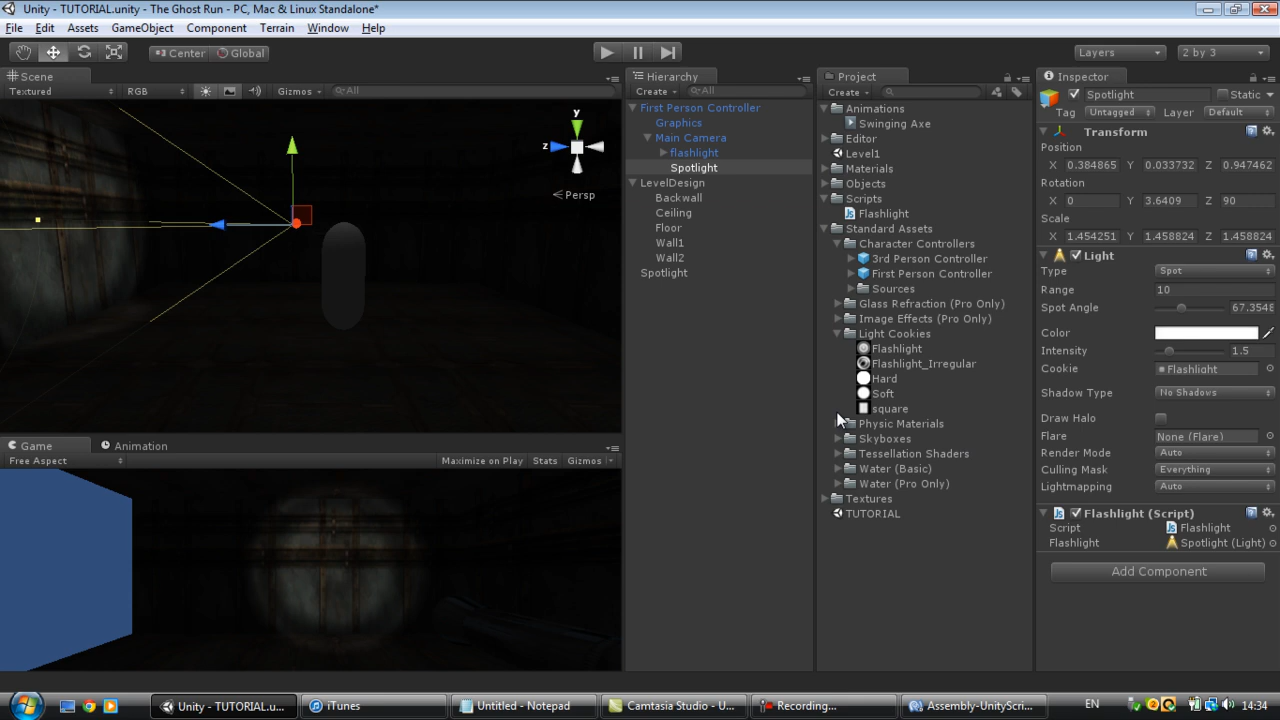 Unity - TUTORIAL.unity - The Ghost Run - PC, Mac & Linux Standalone*
File Edit Assets GameObject Component Terrain Window Help
Center Global Layers 2 by 3
Scene
Textured RGB Gizmos All
y
z
Persp
Game Animation
Free Aspect Maximize on Play Stats Gizmos
Hierarchy
Create All
First Person Controller
Graphics
Main Camera
flashlight
Spotlight
LevelDesign
Backwall
Ceiling
Floor
Wall1
Wall2
Spotlight
Project
Create
Animations
Swinging Axe
Editor
Level1
Materials
Objects
Scripts
Flashlight
Standard Assets
Character Controllers
3rd Person Controller
First Person Controller
Sources
Glass Refraction (Pro Only)
Image Effects (Pro Only)
Light Cookies
Flashlight
Flashlight_Irregular
Hard
Soft
square
Physic Materials
Skyboxes
Tessellation Shaders
Water (Basic)
Water (Pro Only)
Textures
TUTORIAL
Inspector
Spotlight Static
Tag Untagged Layer Default
Transform
Position
X 0.384865 Y 0.033732 Z 0.947462
Rotation
X 0 Y 3.6409 Z 90
Scale
X 1.454251 Y 1.458824 Z 1.458824
Light
Type Spot
Range 10
Spot Angle 67.3548
Color
Intensity 1.5
Cookie Flashlight
Shadow Type No Shadows
Draw Halo
Flare None (Flare)
Render Mode Auto
Culling Mask Everything
Lightmapping Auto
Flashlight (Script)
Script Flashlight
Flashlight Spotlight (Light)
Add Component
Unity - TUTORIAL.u... iTunes Untitled - Notepad Camtasia Studio - U... Recording... Assembly-UnityScri... EN 14:34